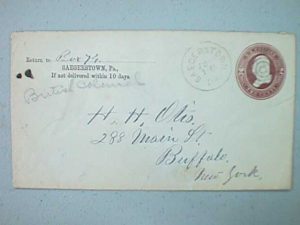 Return to Box
SAEGERSTOWN, Pa.,
If not delivered within 10 days
British
SAEGERSTOWN
H. H. Otis.
288 Main St.
Buffalo.
New York.